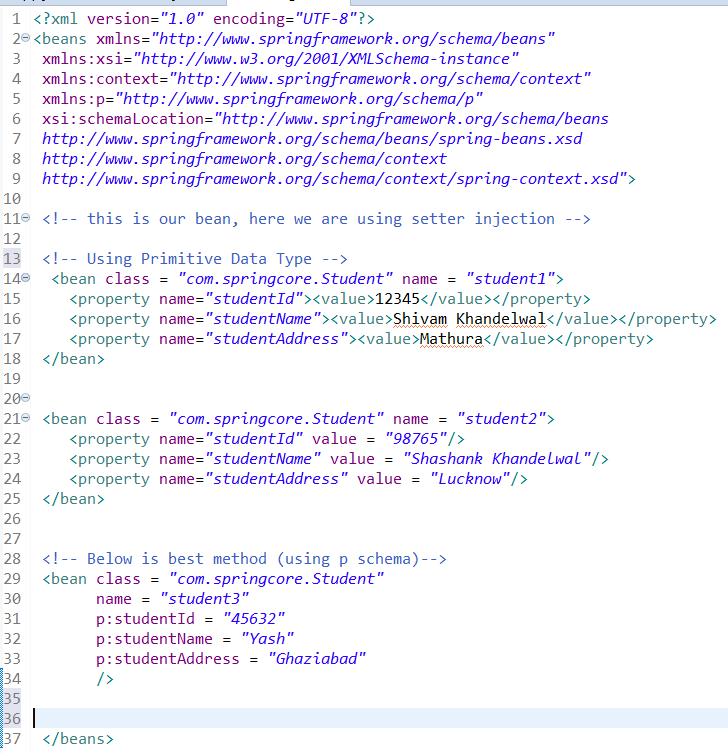 1 <?xml version="1.0" encoding="UTF-8"?>
2 <beans xmlns="http://www.springframework.org/schema/beans"
3 xmlns:xsi="http://www.w3.org/2001/XMLSchema-instance"
4 xmlns:context="http://www.springframework.org/schema/context"
5 xmlns:p="http://www.springframework.org/schema/p"
6 xsi:schemaLocation="http://www.springframework.org/schema/beans
7 http://www.springframework.org/schema/beans/spring-beans.xsd
8 http://www.springframework.org/schema/context
9 http://www.springframework.org/schema/context/spring-context.xsd">
10
11 <!-- this is our bean, here we are using setter injection -->
12
13 <!-- Using Primitive Data Type -->
14 <bean class = "com.springcore.Student" name = "student1">
15 <property name="studentId"><value>12345</value></property>
16 <property name="studentName"><value>Shivam Khandelwal</value></property>
17 <property name="studentAddress"><value>Mathura</value></property>
18 </bean>
19
20
21 <bean class = "com.springcore.Student" name = "student2">
22 <property name="studentId" value = "98765"/>
23 <property name="studentName" value = "Shashank Khandelwal"/>
24 <property name="studentAddress" value = "Lucknow"/>
25 </bean>
26
27
28 <!-- Below is best method (using p schema)-->
29 <bean class = "com.springcore.Student"
30 name = "student3"
31 p:studentId = "45632"
32 p:studentName = "Yash"
33 p:studentAddress = "Ghaziabad"
34 />
35
36
37 </beans>